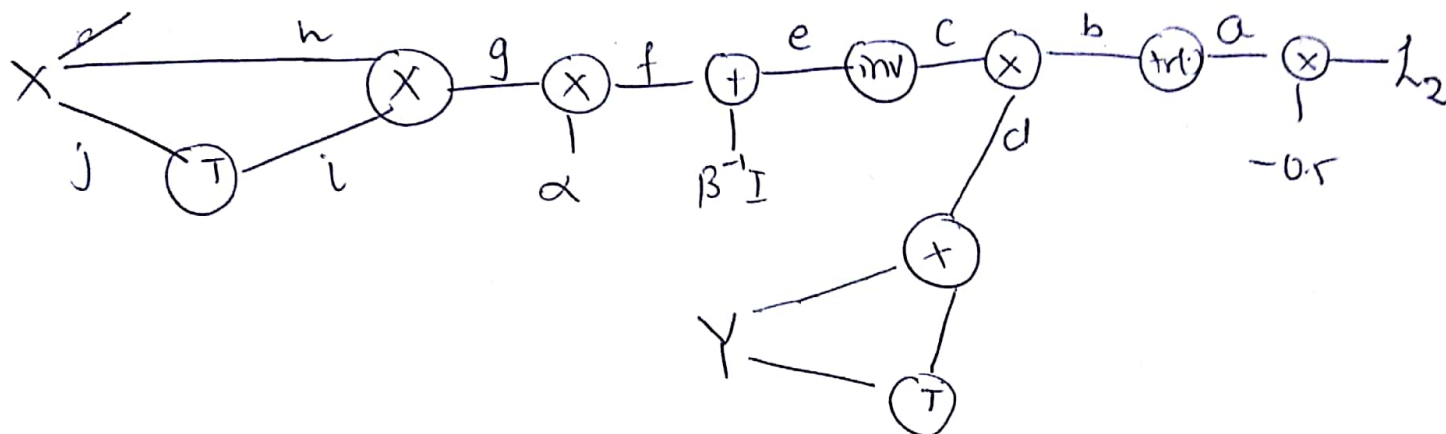 h g f e c b a
X X X + inv X tr(·) x L₂
j T i α β⁻¹I d -0.5
X
Y
T